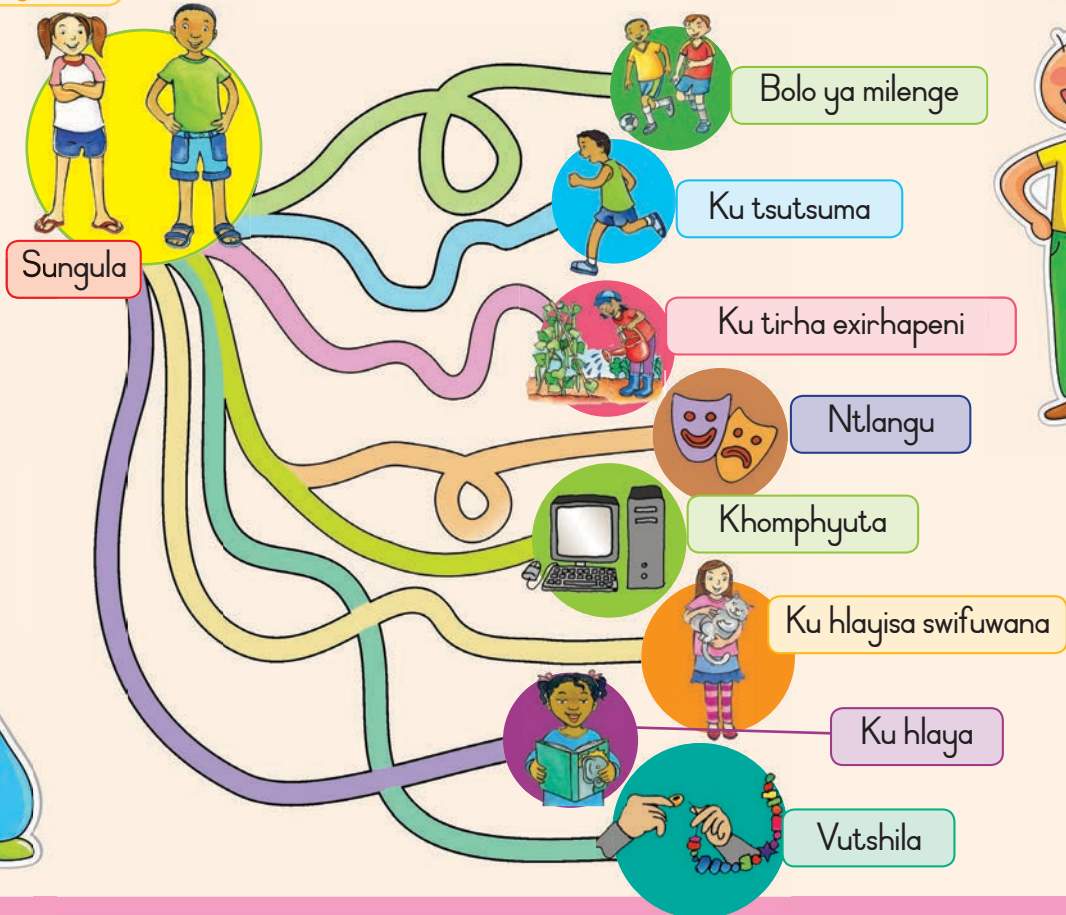 Sungula
Bolo ya milenge
Ku tsutsuma
Ku tirha exirhapeni
Ntlangu
Khomphyuta
Ku hlayisa swifuwana
Ku hlaya
Vutshila